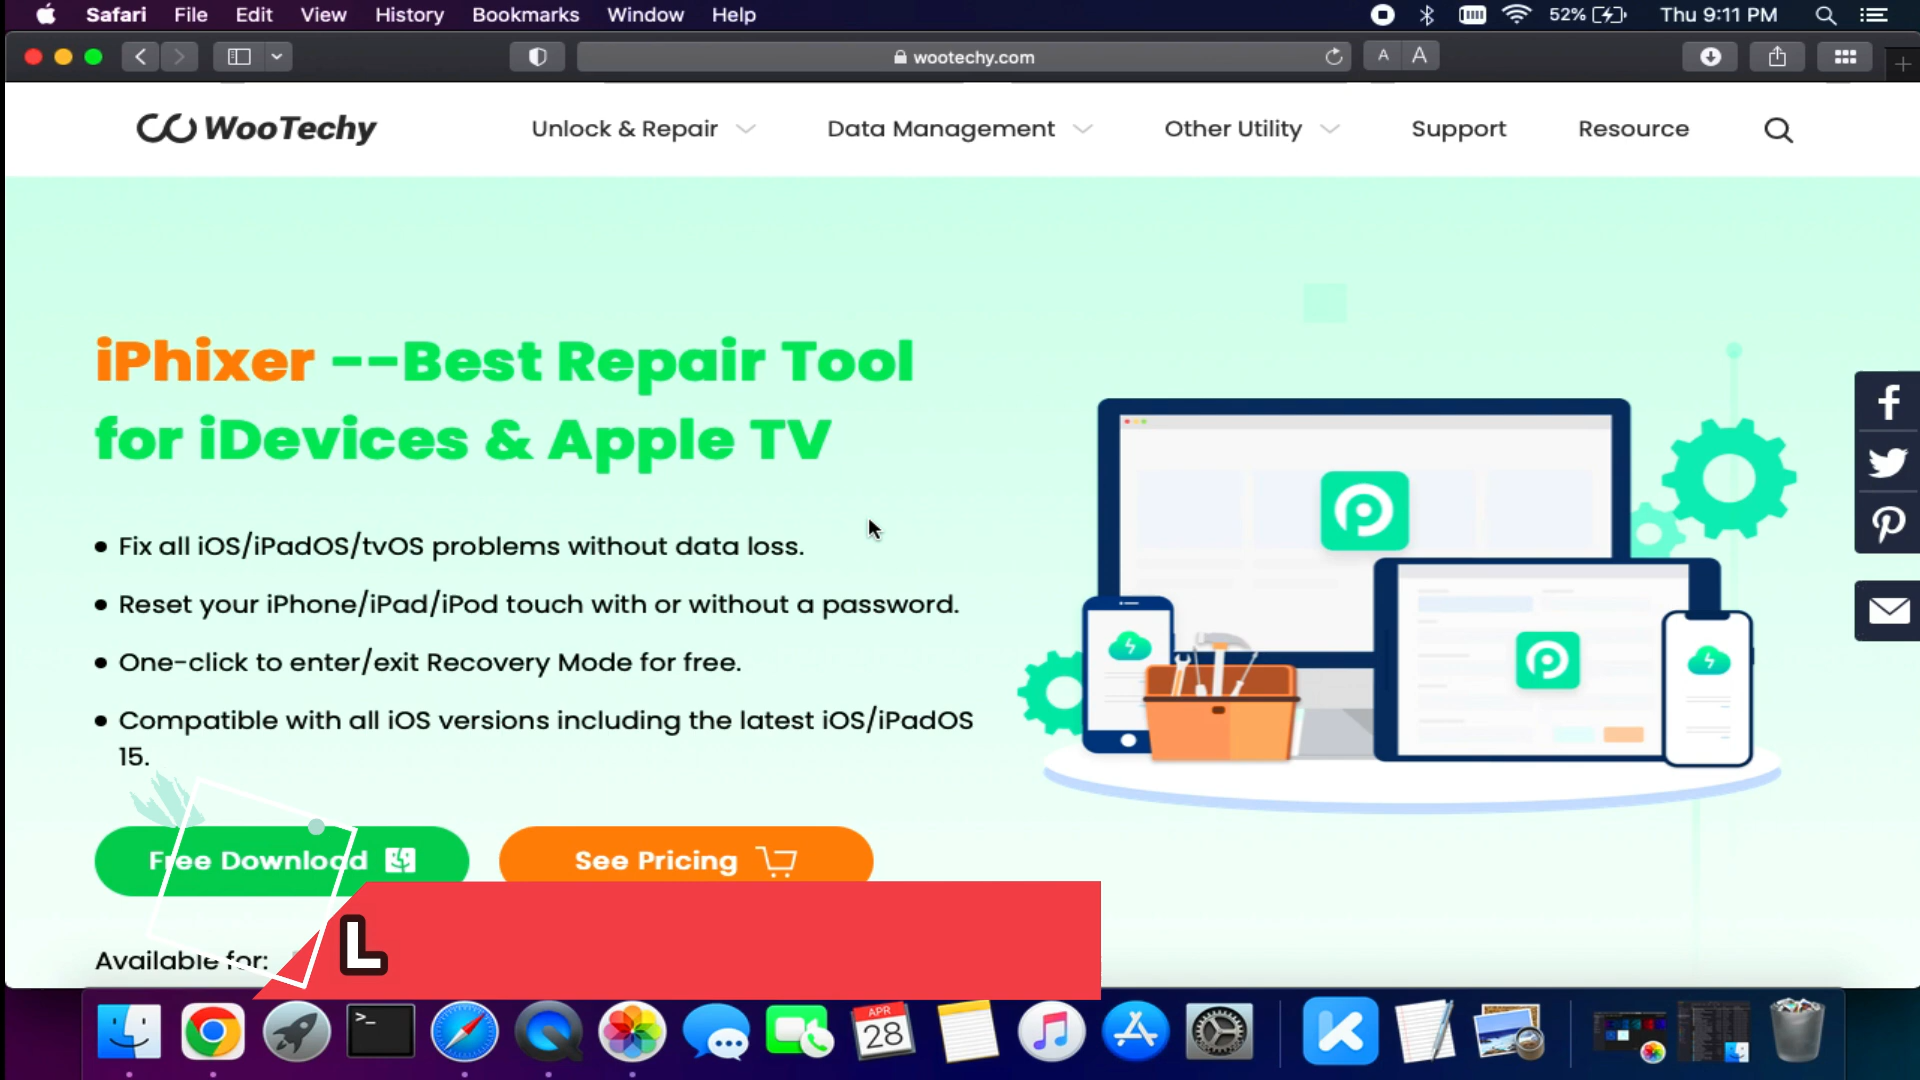 Safari File Edit View History Bookmarks Window Help 52% Thu 9:11 PM
wootechy.com A A
WooTechy Unlock & Repair Data Management Other Utility Support Resource
iPhixer --Best Repair Tool
for iDevices & Apple TV
Fix all iOS/iPadOS/tvOS problems without data loss.
Reset your iPhone/iPad/iPod touch with or without a password.
One-click to enter/exit Recovery Mode for free.
Compatible with all iOS versions including the latest iOS/iPadOS
15.
Free Download See Pricing
L
Available for:
APR
28